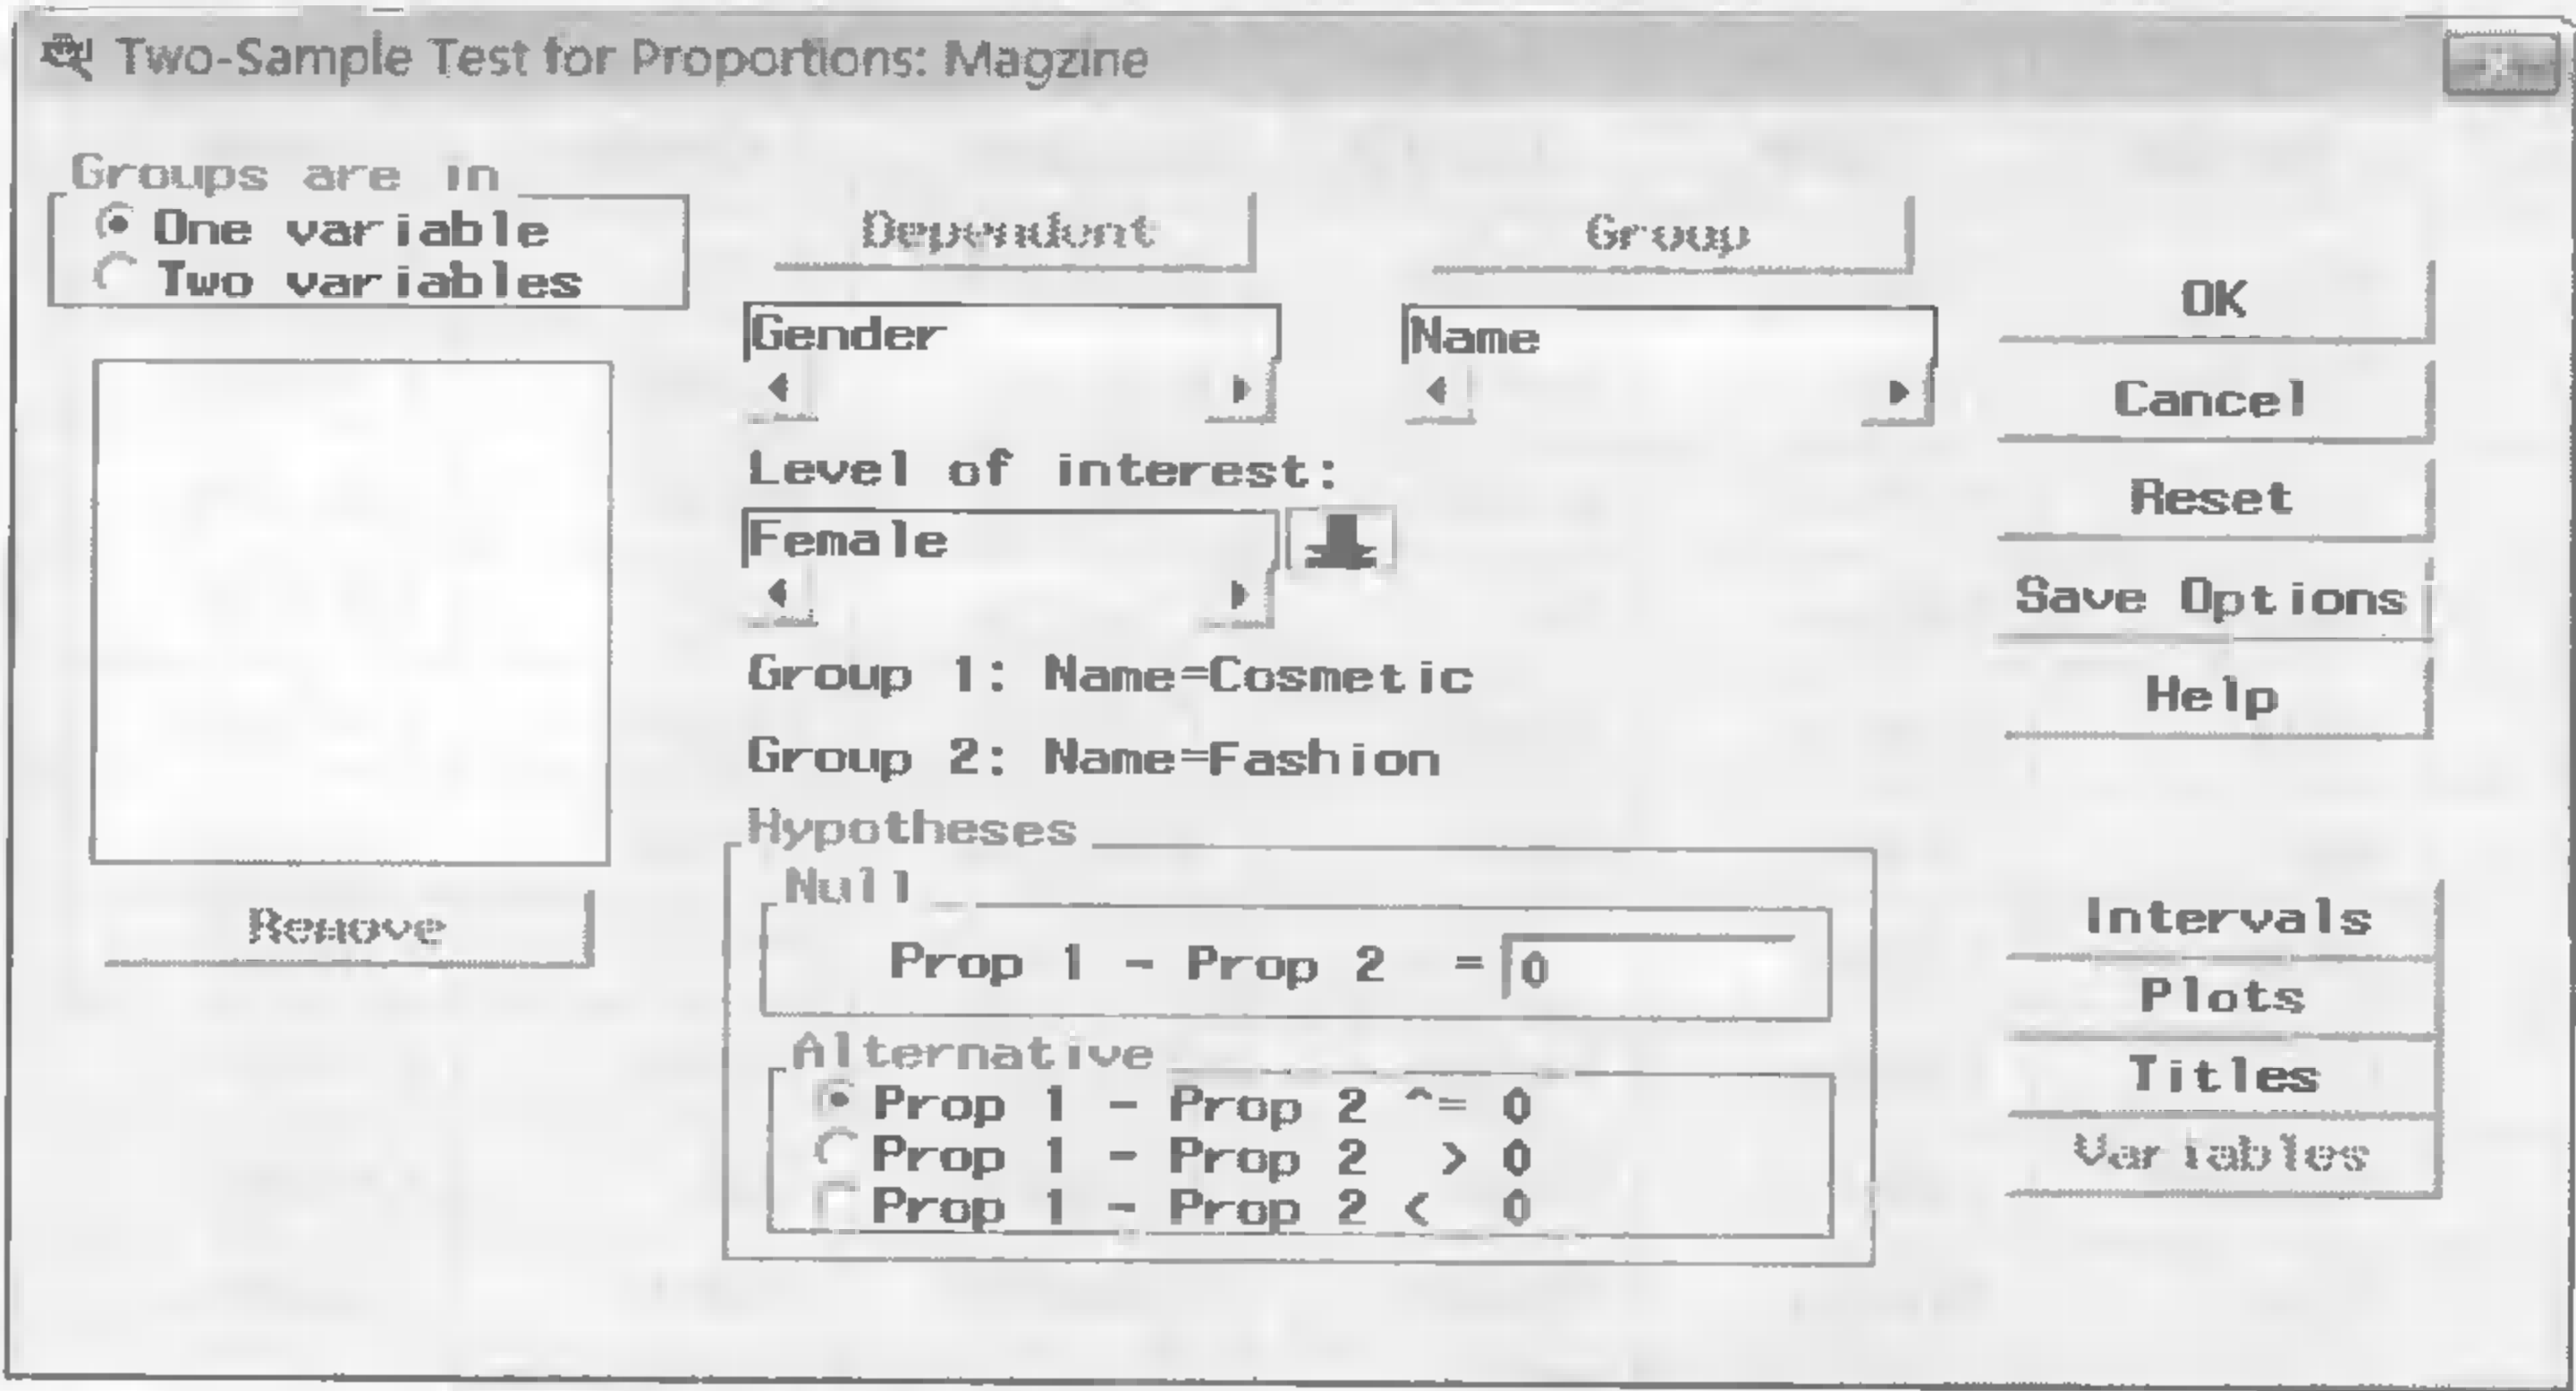 Two-Sample Test for Proportions: Magzine
Groups are in
One variable
Two variables
Remove
Dependent
Gender
Group
Name
Level of interest:
Female
Group 1: Name=Cosmetic
Group 2: Name=Fashion
Hypotheses
Null
Prop 1 - Prop 2 = 0
Alternative
Prop 1 - Prop 2 ^= 0
Prop 1 - Prop 2 > 0
Prop 1 - Prop 2 < 0
OK
Cancel
Reset
Save Options
Help
Intervals
Plots
Titles
Variables